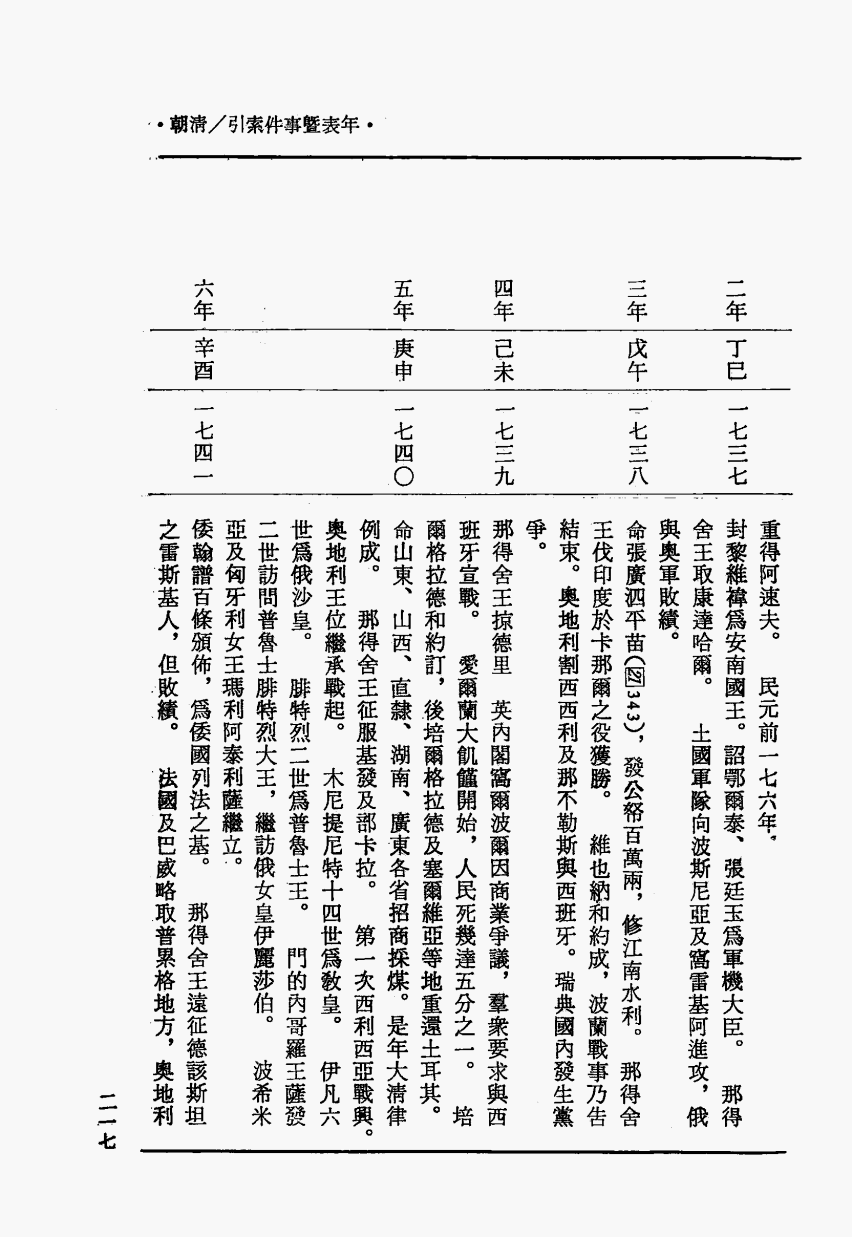 •朝清／引索件事暨表年•
重得阿速夫。　民元前一七六年。
二年　丁巳　一七三七　封黎維禕爲安南國王。詔鄂爾泰、張廷玉爲軍機大臣。　那得
舍王取康達哈爾。　土國軍隊向波斯尼亞及窩雷基阿進攻，俄
與奧軍敗績。
三年　戊午　一七三八　命張廣泗平苗（343），發公帑百萬兩，修江南水利。　那得舍
王伐印度於卡那爾之役獲勝。　維也納和約成，波蘭戰事乃告
結束。奧地利割西西利及那不勒斯與西班牙。瑞典國內發生黨
爭。
四年　己未　一七三九　那得舍王掠德里　英內閣窩爾波爾因商業爭議，羣衆要求與西
班牙宣戰。　愛爾蘭大飢饉開始，人民死幾達五分之一。　培
爾格拉德和約訂，後培爾格拉德及塞爾維亞等地重還土耳其。
五年　庚申　一七四〇　命山東、山西、直隸、湖南、廣東各省招商採煤。是年大清律
例成。　那得舍王征服基發及部卡拉。　第一次西利西亞戰興。
奧地利王位繼承戰起。　木尼提尼特十四世爲教皇。　伊凡六
世爲俄沙皇。　腓特烈二世爲普魯士王。　門的內哥羅王薩發
二世訪問普魯士腓特烈大王，繼訪俄女皇伊麗莎伯。　波希米
亞及匈牙利女王瑪利阿泰利薩繼立。
六年　辛酉　一七四一　倭翰譜百條頒佈，爲倭國列法之基。　那得舍王遠征德該斯坦
之雷斯基人，但敗績。　法國及巴威略取普累格地方，奧地利
二一七